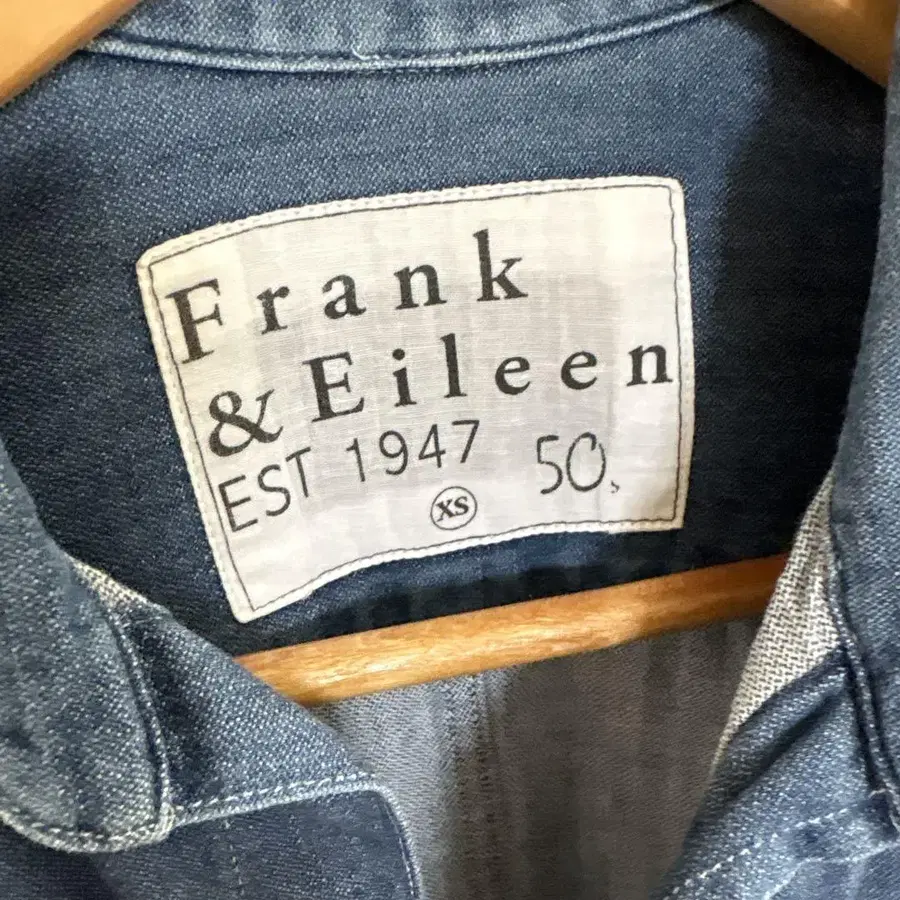 Frank
& Eileen
EST 1947 50,
XS